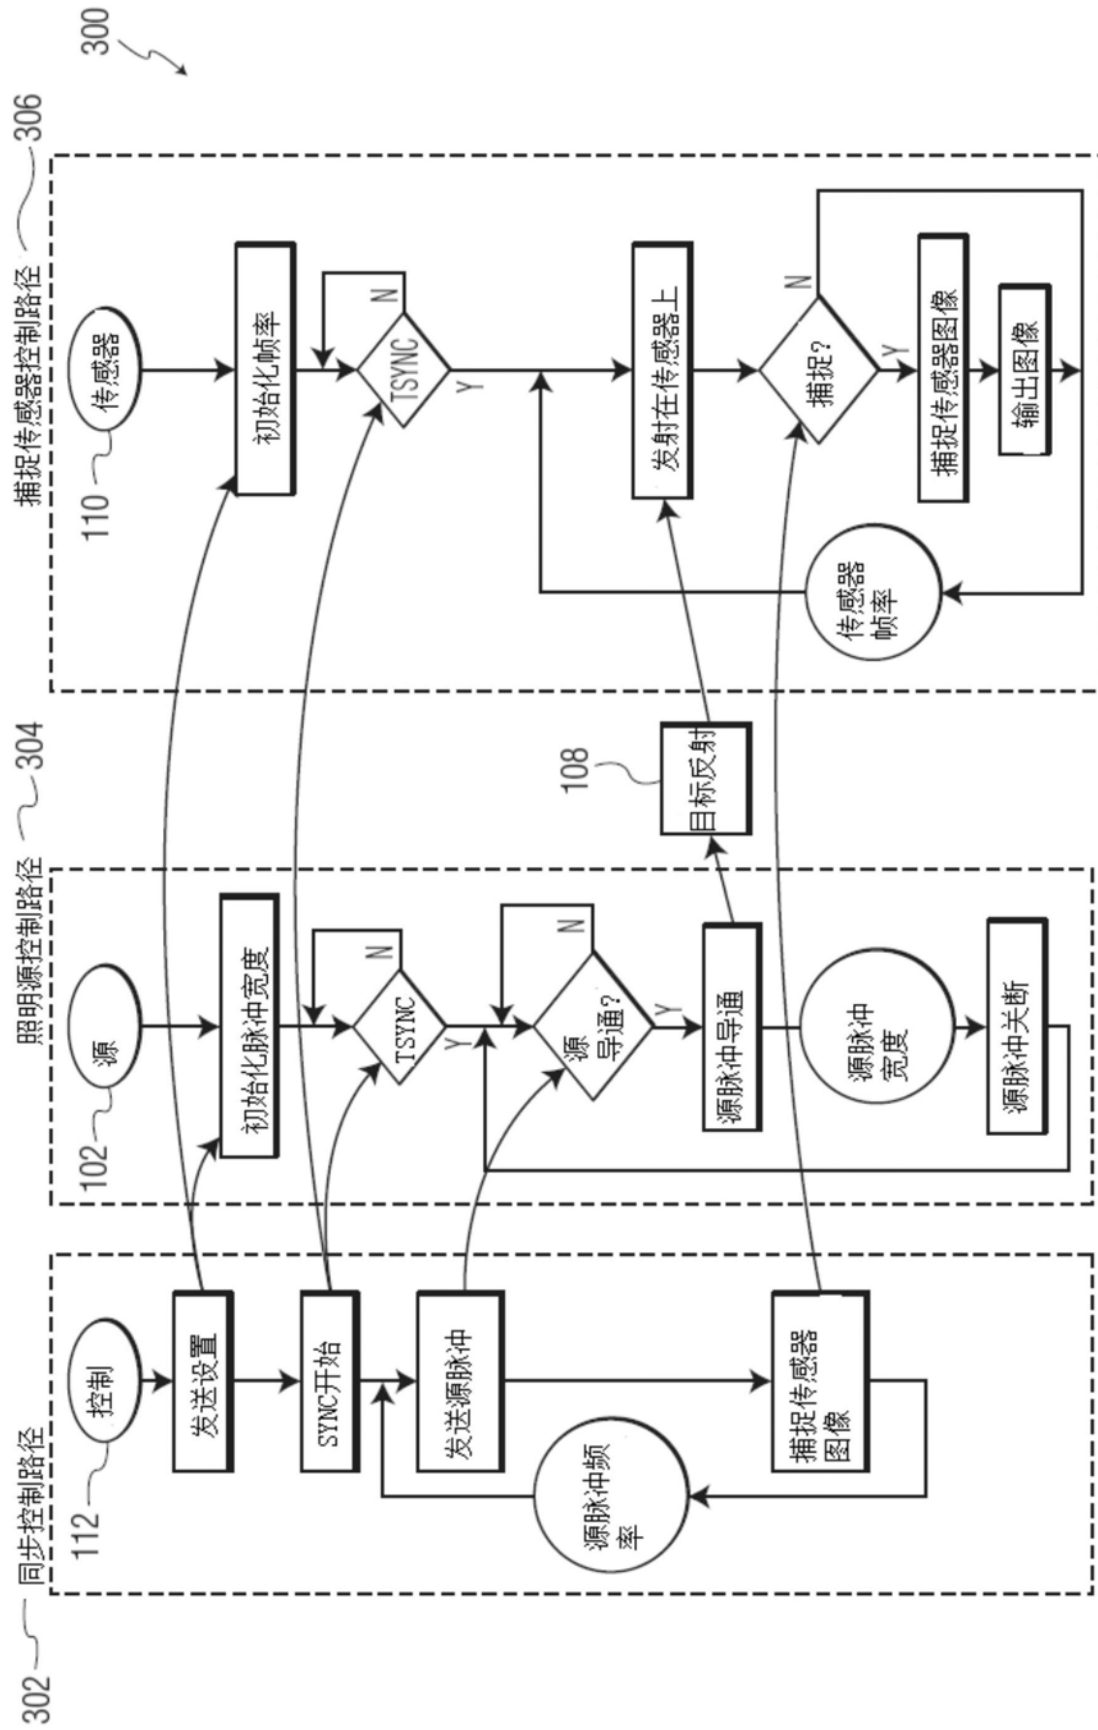 300
302
同步控制路径
112
控制
发送设置
SYNC开始
发送源脉冲
源脉冲频
率
捕捉传感器
图像
照明源控制路径
304
102
源
初始化脉冲宽度
TSYNC
N
Y
源
导通?
N
Y
源脉冲导通
源脉冲
宽度
源脉冲关断
108
目标反射
捕捉传感器控制路径
306
110
传感器
初始化帧率
TSYNC
N
Y
发射在传感器上
捕捉?
N
Y
捕捉传感器图像
输出图像
传感器
帧率